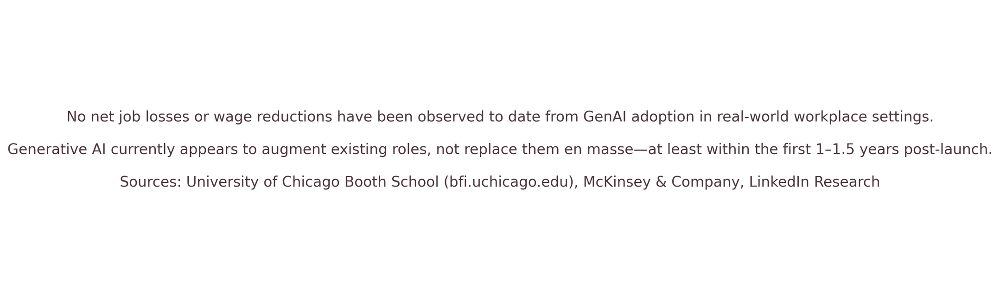 No net job losses or wage reductions have been observed to date from GenAI adoption in real-world workplace settings.
Generative AI currently appears to augment existing roles, not replace them en masse—at least within the first 1–1.5 years post-launch.
Sources: University of Chicago Booth School (bfi.uchicago.edu), McKinsey & Company, LinkedIn Research